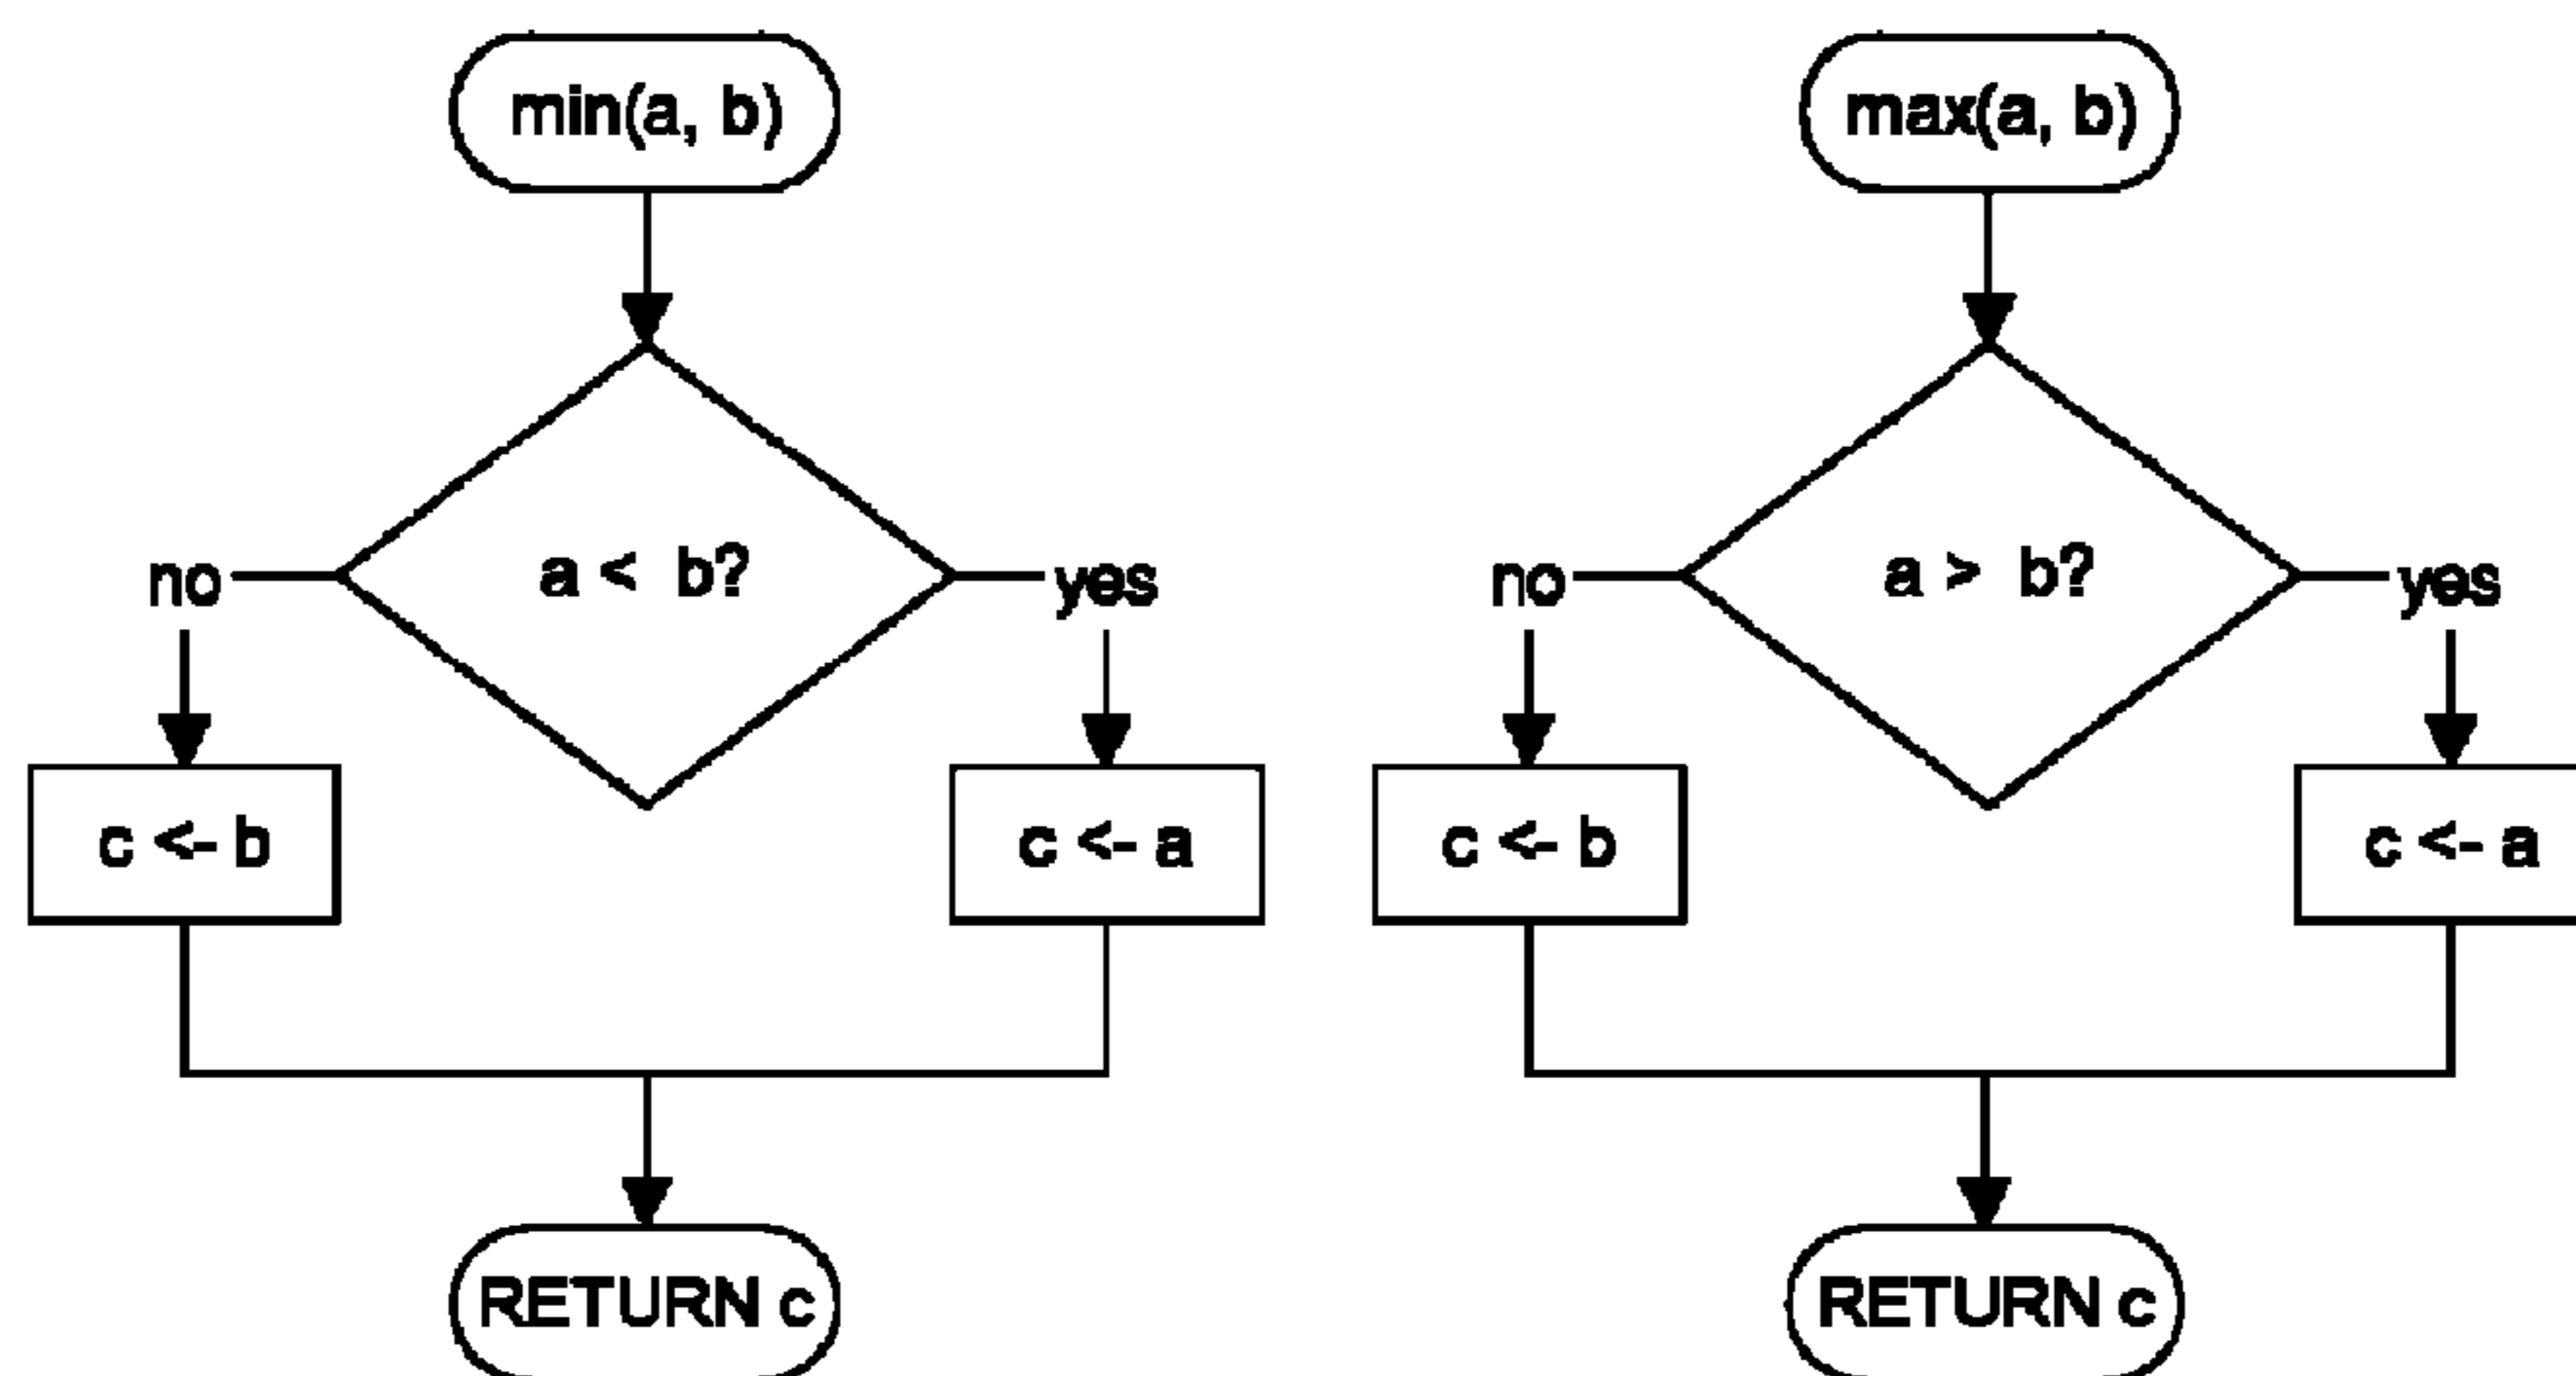 min(a, b)
a < b?
no
yes
c <- b
c <- a
RETURN c
max(a, b)
a > b?
no
yes
c <- b
c <- a
RETURN c